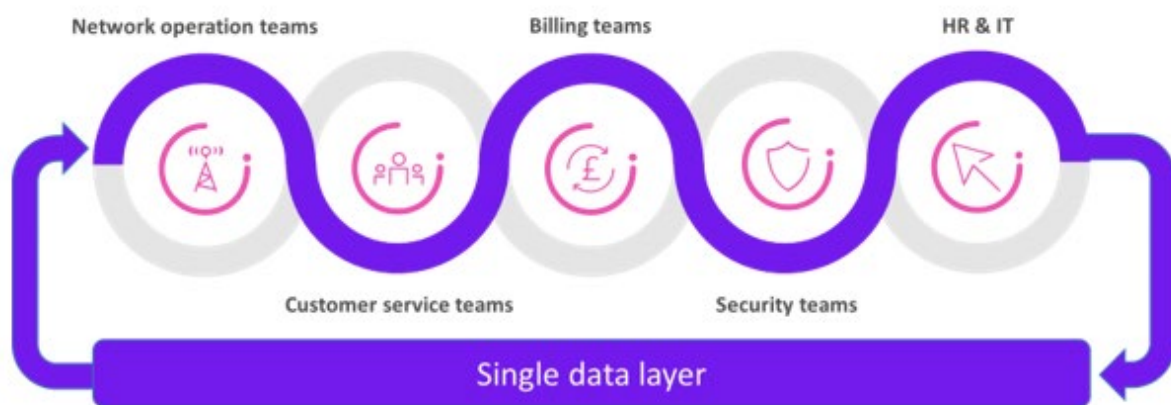 Network operation teams
Billing teams
HR & IT
£
Customer service teams
Security teams
Single data layer